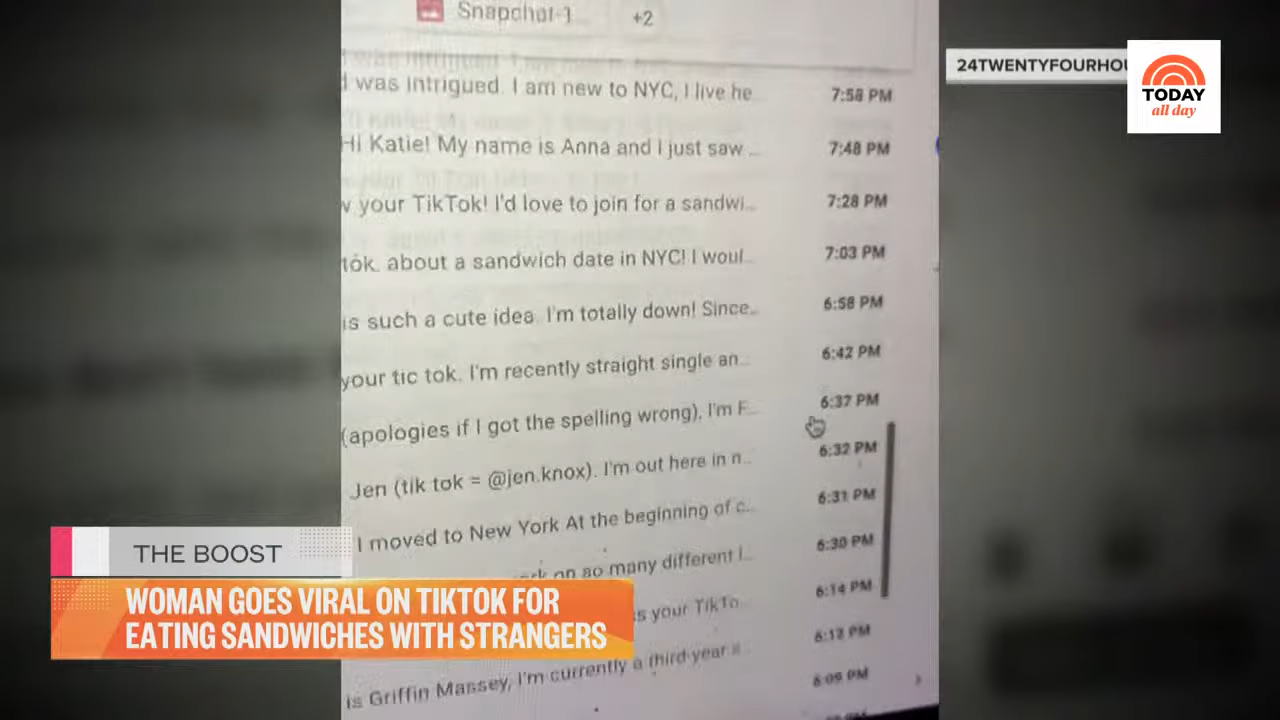 Snapchat-1...
+2
24TWENTYFOURHOU
TODAY
all day
d was intrigued. I am new to NYC, I live he...
7:58 PM
Hi Katie! My name is Anna and I just saw ...
7:48 PM
w your TikTok! I'd love to join for a sandwi...
7:28 PM
tok. about a sandwich date in NYC! I woul...
7:03 PM
is such a cute idea. I'm totally down! Since...
6:58 PM
your tic tok. I'm recently straight single an...
6:42 PM
(apologies if I got the spelling wrong), I'm F...
6:37 PM
Jen (tik tok = @jen.knox). I'm out here in n...
6:32 PM
I moved to New York At the beginning of c...
6:31 PM
on so many different l...
6:30 PM
your TikTo...
6:14 PM
6:12 PM
is Griffin Massey, I'm currently a third year
6:09 PM
THE BOOST
WOMAN GOES VIRAL ON TIKTOK FOR
EATING SANDWICHES WITH STRANGERS